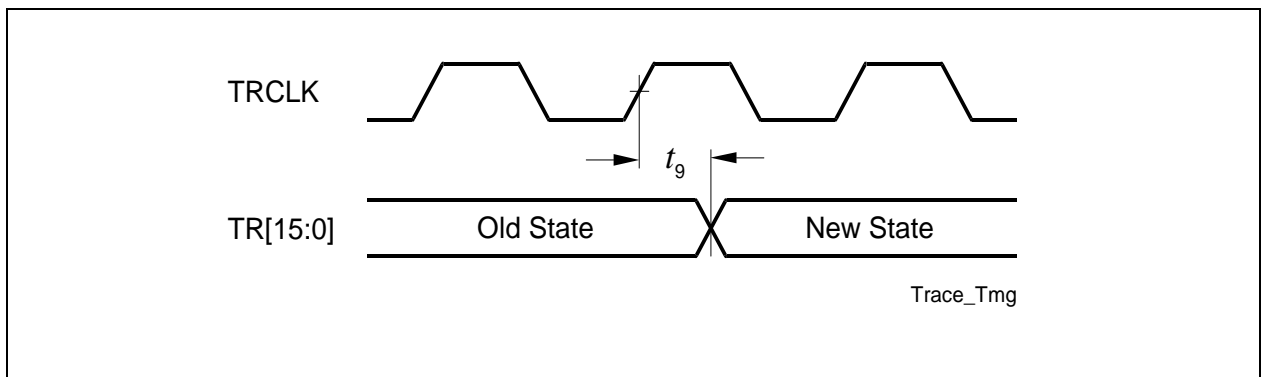 TRCLK
t9
TR[15:0]
Old State
New State
Trace_Tmg